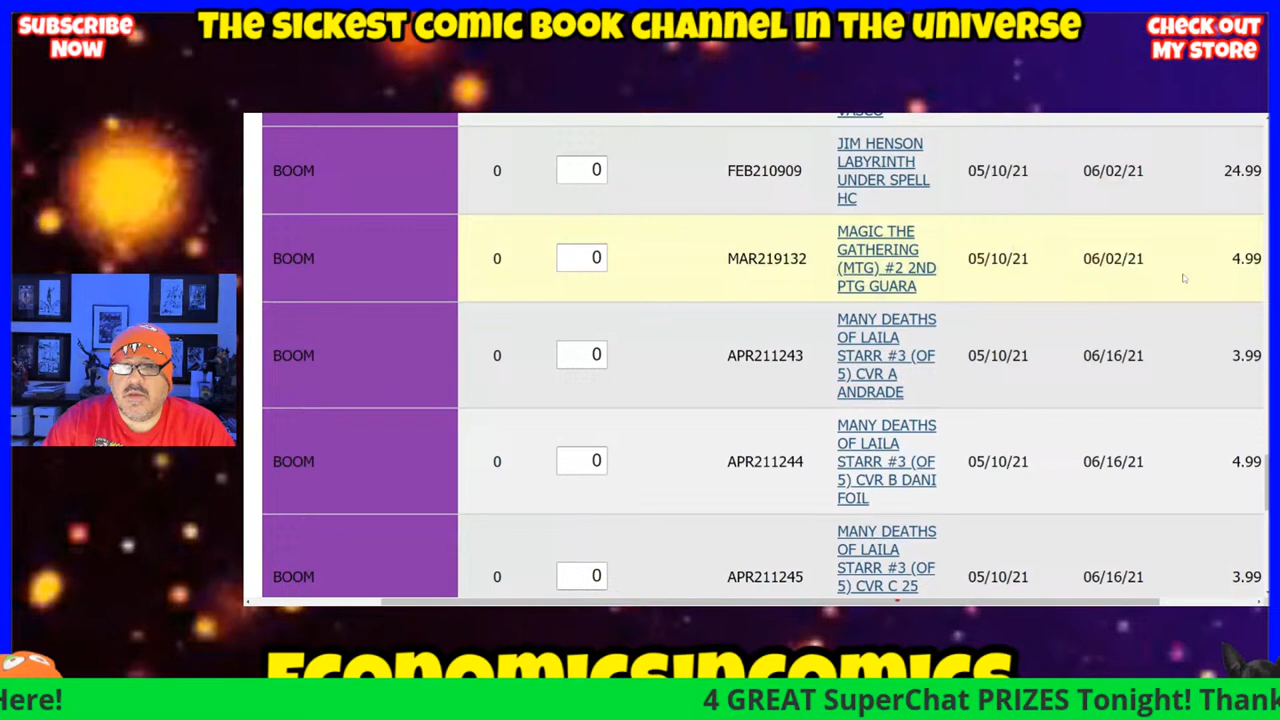 SUBSCRIBE
NOW
THE SICKEST COMIC BOOK CHANNEL IN THE UNIVERSE
CHECK OUT
MY STORE
VASCO
BOOM 0 0 FEB210909 JIM HENSON
LABYRINTH
UNDER SPELL
HC 05/10/21 06/02/21 24.99
BOOM 0 0 MAR219132 MAGIC THE
GATHERING
(MTG) #2 2ND
PTG GUARA 05/10/21 06/02/21 4.99
BOOM 0 0 APR211243 MANY DEATHS
OF LAILA
STARR #3 (OF
5) CVR A
ANDRADE 05/10/21 06/16/21 3.99
BOOM 0 0 APR211244 MANY DEATHS
OF LAILA
STARR #3 (OF
5) CVR B DANI
FOIL 05/10/21 06/16/21 4.99
BOOM 0 0 APR211245 MANY DEATHS
OF LAILA
STARR #3 (OF
5) CVR C 25 05/10/21 06/16/21 3.99
ECONOMICSINCOMICS
Here! 4 GREAT SuperChat PRIZES Tonight! Thank